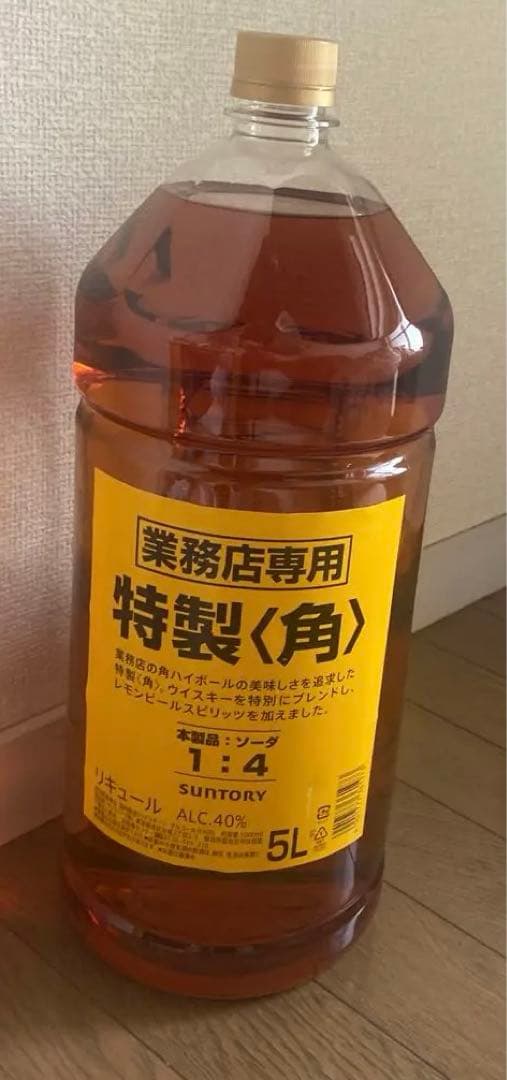 業務店専用
特製〈角〉
業務店の角ハイボールの美味しさを追求した
特製〈角〉。ウイスキーを特別にブレンドし、
レモンピールスピリッツを加えました。
本製品：ソーダ
1：4
SUNTORY
リキュール ALC.40%
5L